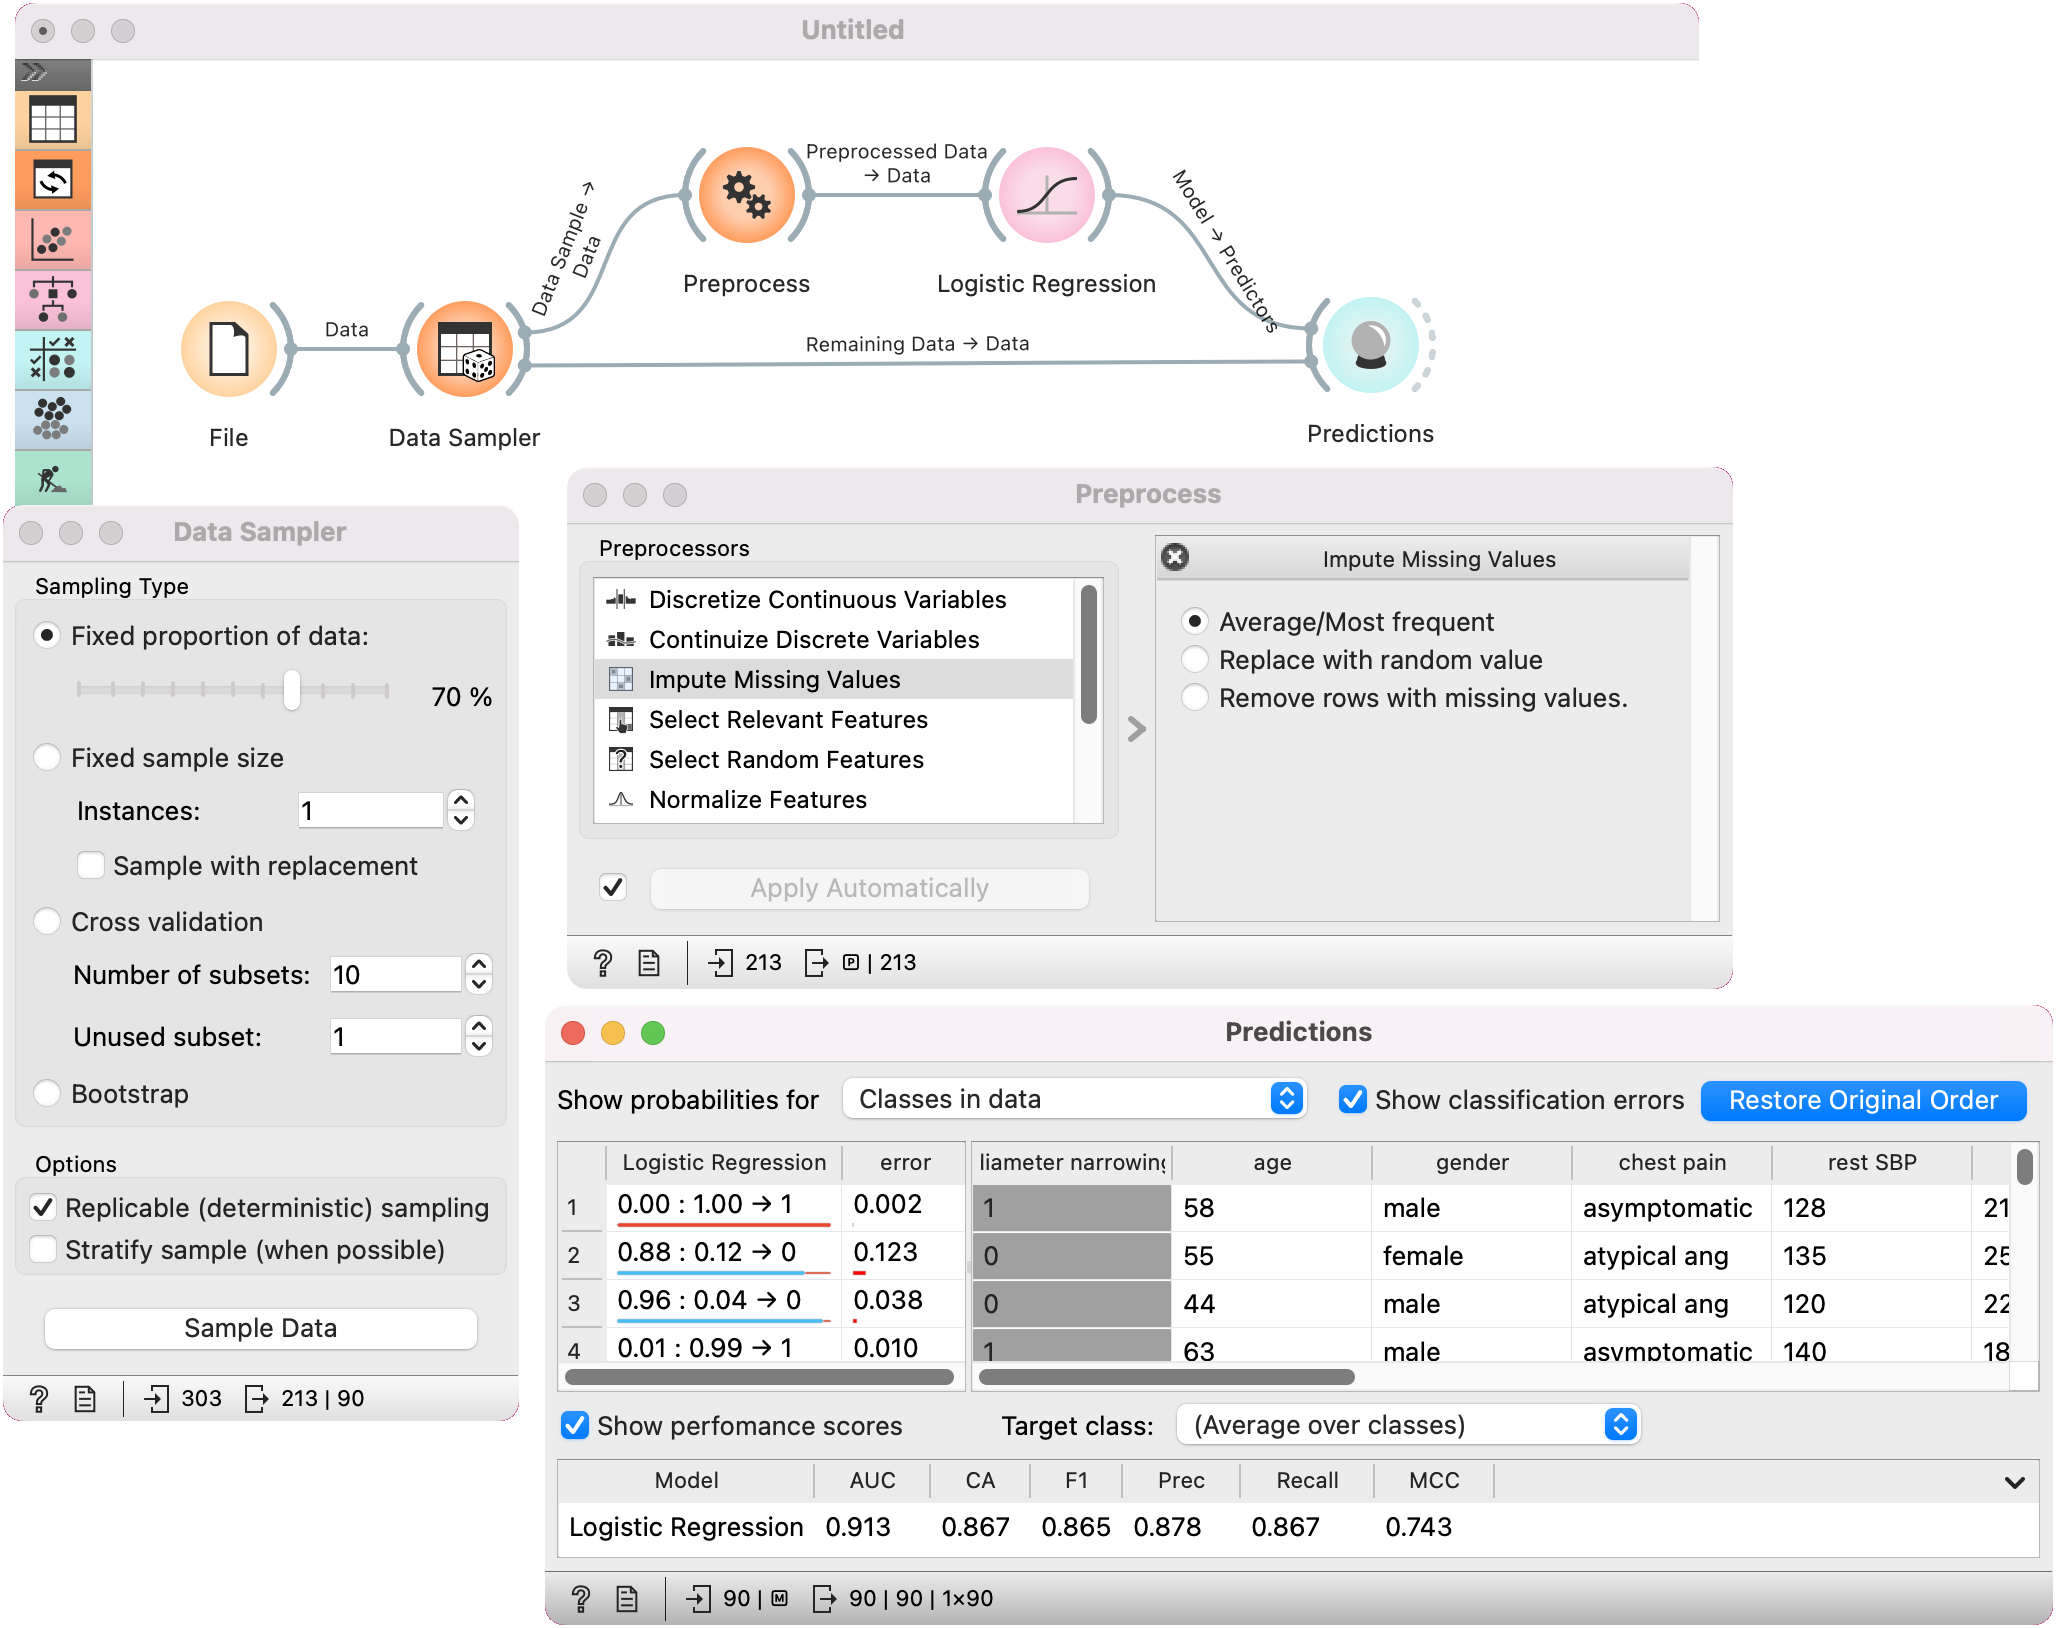 Untitled
Preprocessed Data
→ Data
Data Sample →
Data
Model → Predictors
Preprocess
Logistic Regression
Data
Remaining Data → Data
File
Data Sampler
Predictions
Data Sampler
Sampling Type
Fixed proportion of data:
70 %
Fixed sample size
Instances: 1
Sample with replacement
Cross validation
Number of subsets: 10
Unused subset: 1
Bootstrap
Options
Replicable (deterministic) sampling
Stratify sample (when possible)
Sample Data
? 303 213 | 90
Preprocess
Preprocessors
Discretize Continuous Variables
Continuize Discrete Variables
Impute Missing Values
Select Relevant Features
Select Random Features
Normalize Features
Apply Automatically
Impute Missing Values
Average/Most frequent
Replace with random value
Remove rows with missing values.
? 213 P | 213
Predictions
Show probabilities for Classes in data Show classification errors Restore Original Order
Logistic Regression error liameter narrowing age gender chest pain rest SBP
1 0.00 : 1.00 → 1 0.002 1 58 male asymptomatic 128 21
2 0.88 : 0.12 → 0 0.123 0 55 female atypical ang 135 25
3 0.96 : 0.04 → 0 0.038 0 44 male atypical ang 120 22
4 0.01 : 0.99 → 1 0.010 1 63 male asymptomatic 140 18
Show perfomance scores Target class: (Average over classes)
Model AUC CA F1 Prec Recall MCC
Logistic Regression 0.913 0.867 0.865 0.878 0.867 0.743
? 90 | M 90 | 90 | 1×90